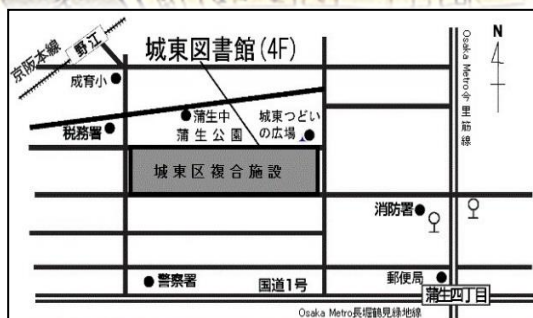 京阪本線
野江
城東図書館(4F)
成育小
Osaka Metro今里筋線
N
税務署
蒲生中
蒲生公園
城東つどい
の広場
城東区複合施設
消防署
警察署
国道1号
郵便局
蒲生四丁目
Osaka Metro長堀鶴見緑地線